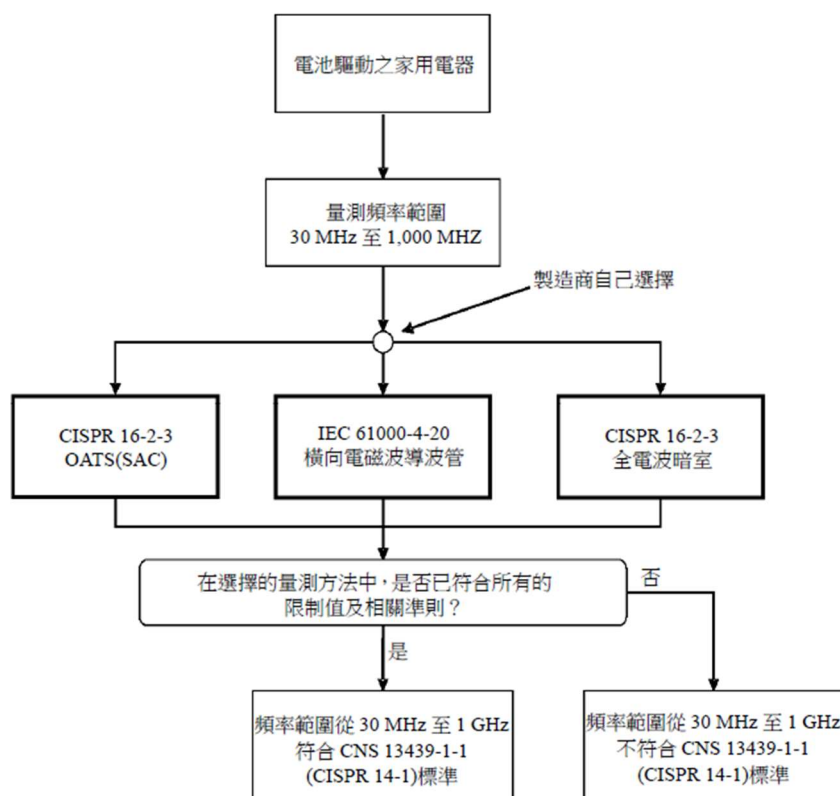 電池驅動之家用電器
量測頻率範圍
30 MHz 至 1,000 MHZ
製造商自己選擇
CISPR 16-2-3
OATS(SAC)
IEC 61000-4-20
橫向電磁波導波管
CISPR 16-2-3
全電波暗室
在選擇的量測方法中，是否已符合所有的
限制值及相關準則？
否
是
頻率範圍從 30 MHz 至 1 GHz
符合 CNS 13439-1-1
(CISPR 14-1)標準
頻率範圍從 30 MHz 至 1 GHz
不符合 CNS 13439-1-1
(CISPR 14-1)標準